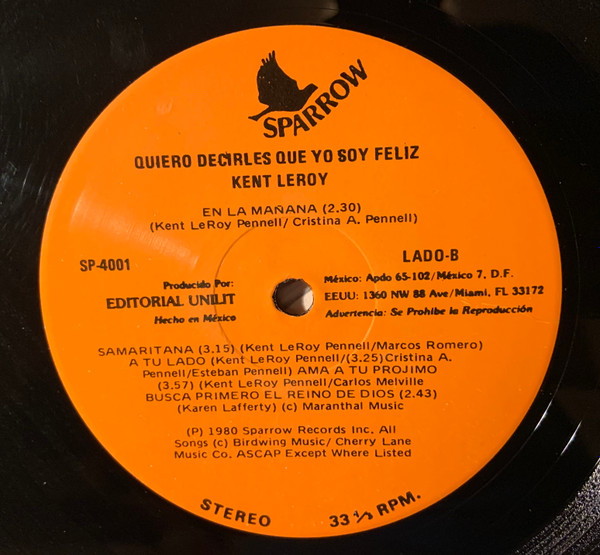 SPARROW
QUIERO DECIRLES QUE YO SOY FELIZ
KENT LEROY
EN LA MAÑANA (2.30)
(Kent LeRoy Pennell/ Cristina A. Pennell)
SP-4001
LADO-B
Producido Por:
EDITORIAL UNILIT
Hecho en México
México: Apdo 65-102/México 7, D.F.
EEUU: 1360 NW 88 Ave/Miami, FL 33172
Advertencia: Se Prohibe la Reproducción
SAMARITANA (3.15) (Kent LeRoy Pennell/Marcos Romero)
A TU LADO (Kent LeRoy Pennell/(3.25)Cristina A.
Pennell/Esteban Pennell) AMA A TU PROJIMO
(3.57) (Kent LeRoy Pennell/Carlos Melville
BUSCA PRIMERO EL REINO DE DIOS (2.43)
(Karen Lafferty) (c) Maranthal Music
(P) 1980 Sparrow Records Inc. All
Songs (c) Birdwing Music/ Cherry Lane
Music Co. ASCAP Except Where Listed
STEREO
33 1/3 RPM.